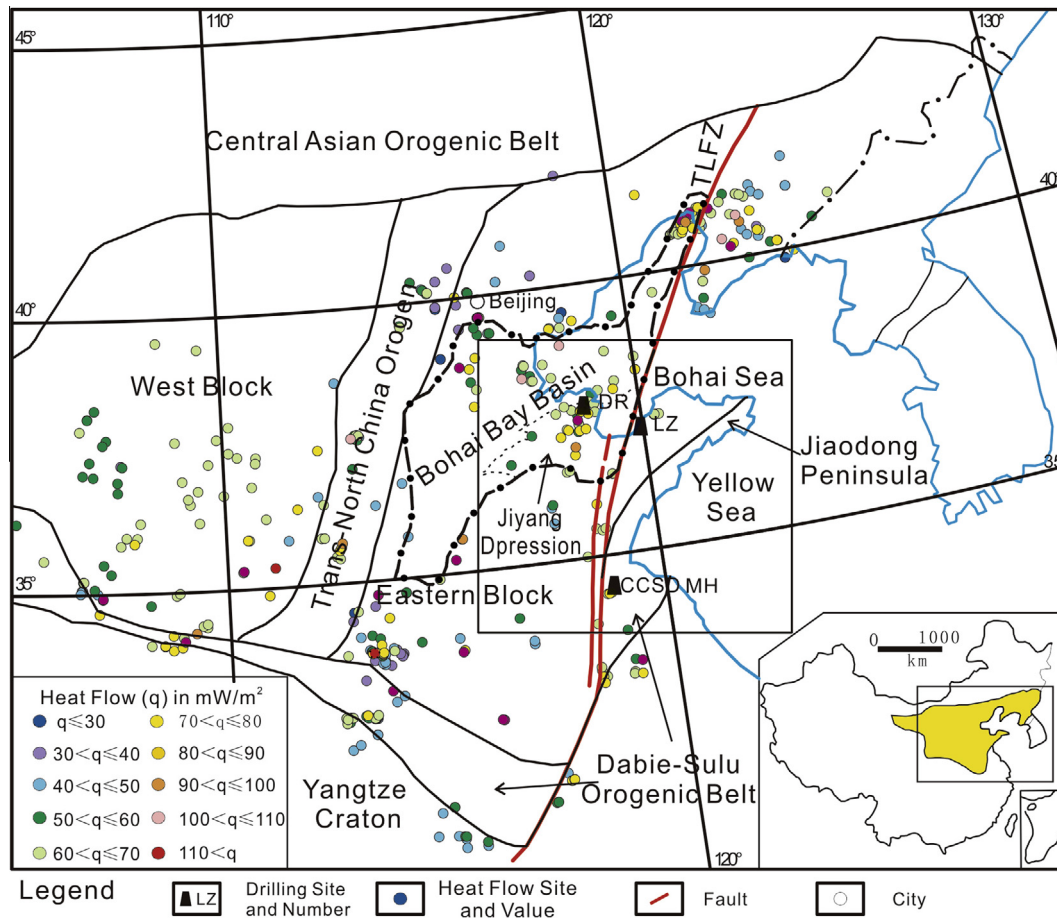 110°
120°
130°
45°
Central Asian Orogenic Belt
TLFZ
40°
40°
Beijing
West Block
Trans-North China Orogen
Bohai Bay Basin
Bohai Sea
DR
LZ
Jiaodong
Peninsula
35°
Yellow
Sea
Jiyang
Dpression
CCSD MH
35°
Eastern Block
0 1000
km
Heat Flow (q) in mW/m²
q≤30
70<q≤80
30<q≤40
80<q≤90
40<q≤50
90<q≤100
50<q≤60
100<q≤110
60<q≤70
110<q
Yangtze
Craton
Dabie-Sulu
Orogenic Belt
120°
Legend
LZ
Drilling Site
and Number
Heat Flow Site
and Value
Fault
City